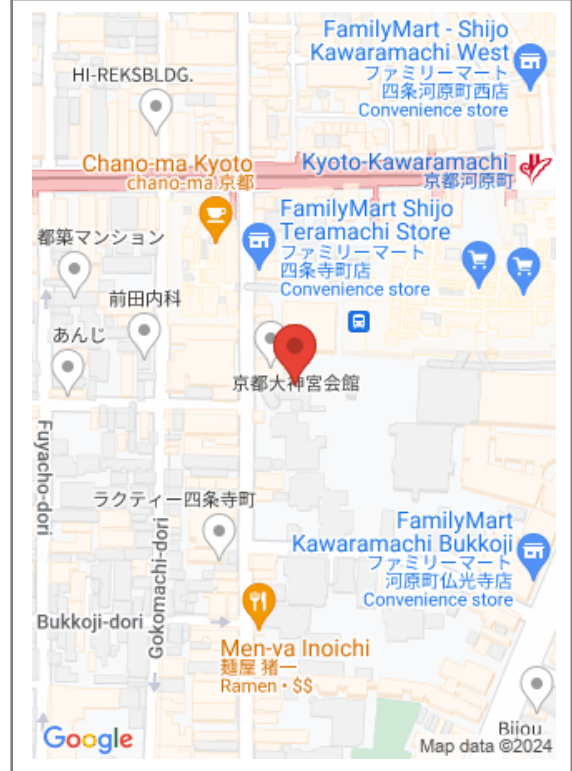 FamilyMart - Shijo
Kawaramachi West
ファミリーマート
四条河原町西店
Convenience store
HI-REKSBLDG.
Chano-ma Kyoto
chano-ma 京都
Kyoto-Kawaramachi
京都河原町
FamilyMart Shijo
Teramachi Store
ファミリーマート
四条寺町店
Convenience store
都築マンション
前田内科
あんじ
京都大神宮会館
Fuyacho-dori
ラクティー四条寺町
Gokomachi-dori
FamilyMart
Kawaramachi Bukkoji
ファミリーマート
河原町仏光寺店
Convenience store
Bukkoji-dori
Men-ya Inoichi
麺屋 猪一
Ramen • $$
Bijou
Google
Map data ©2024